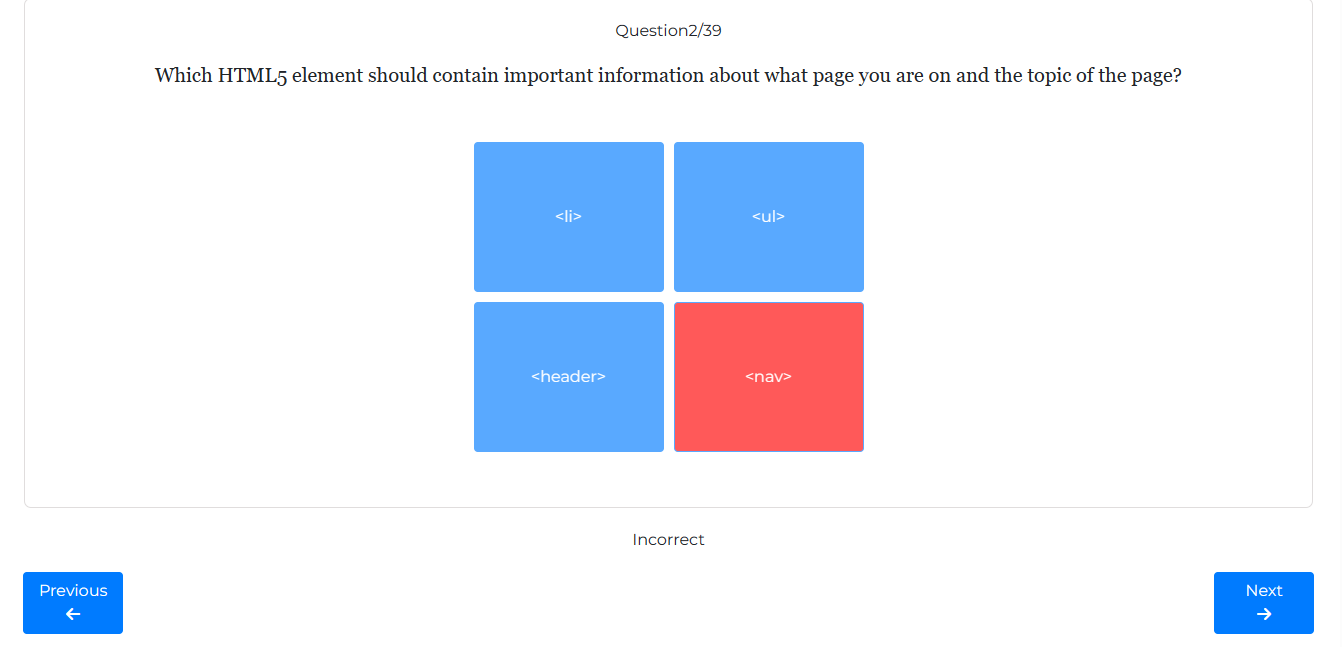 Question2/39
Which HTML5 element should contain important information about what page you are on and the topic of the page?
<li>
<ul>
<header>
<nav>
Incorrect
Previous
←
Next
→